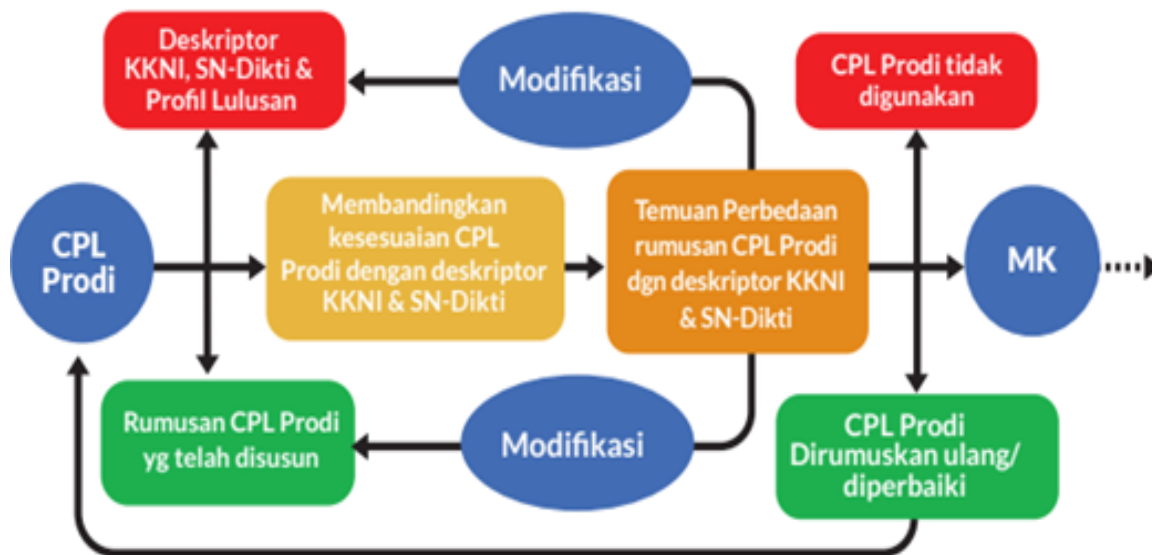 Deskriptor
KKNI, SN-Dikti &
Profil Lulusan
Modifikasi
CPL Prodi tidak
digunakan
CPL
Prodi
Membandingkan
kesesuaian CPL
Prodi dengan deskriptor
KKNI & SN-Dikti
Temuan Perbedaan
rumusan CPL Prodi
dgn deskriptor KKNI
& SN-Dikti
MK
Rumusan CPL Prodi
yg telah disusun
Modifikasi
CPL Prodi
Dirumuskan ulang/
diperbaiki